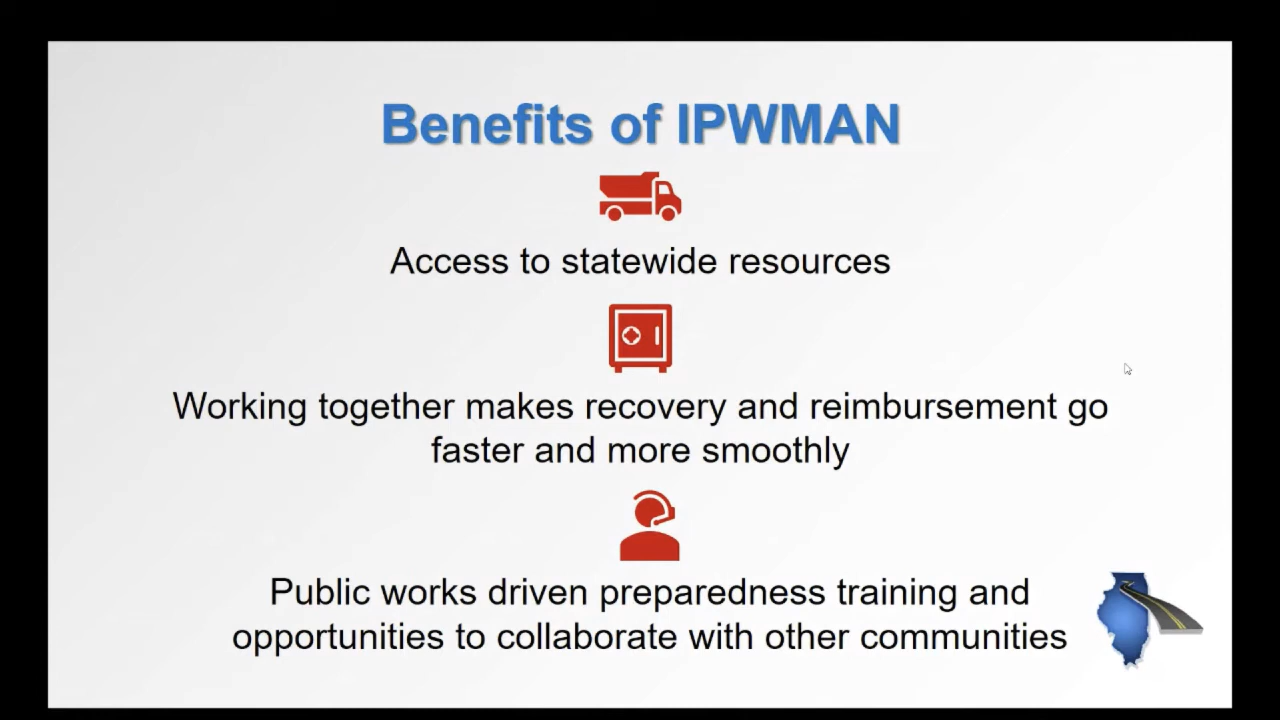 Benefits of IPWMAN
Access to statewide resources
Working together makes recovery and reimbursement go
faster and more smoothly
Public works driven preparedness training and
opportunities to collaborate with other communities